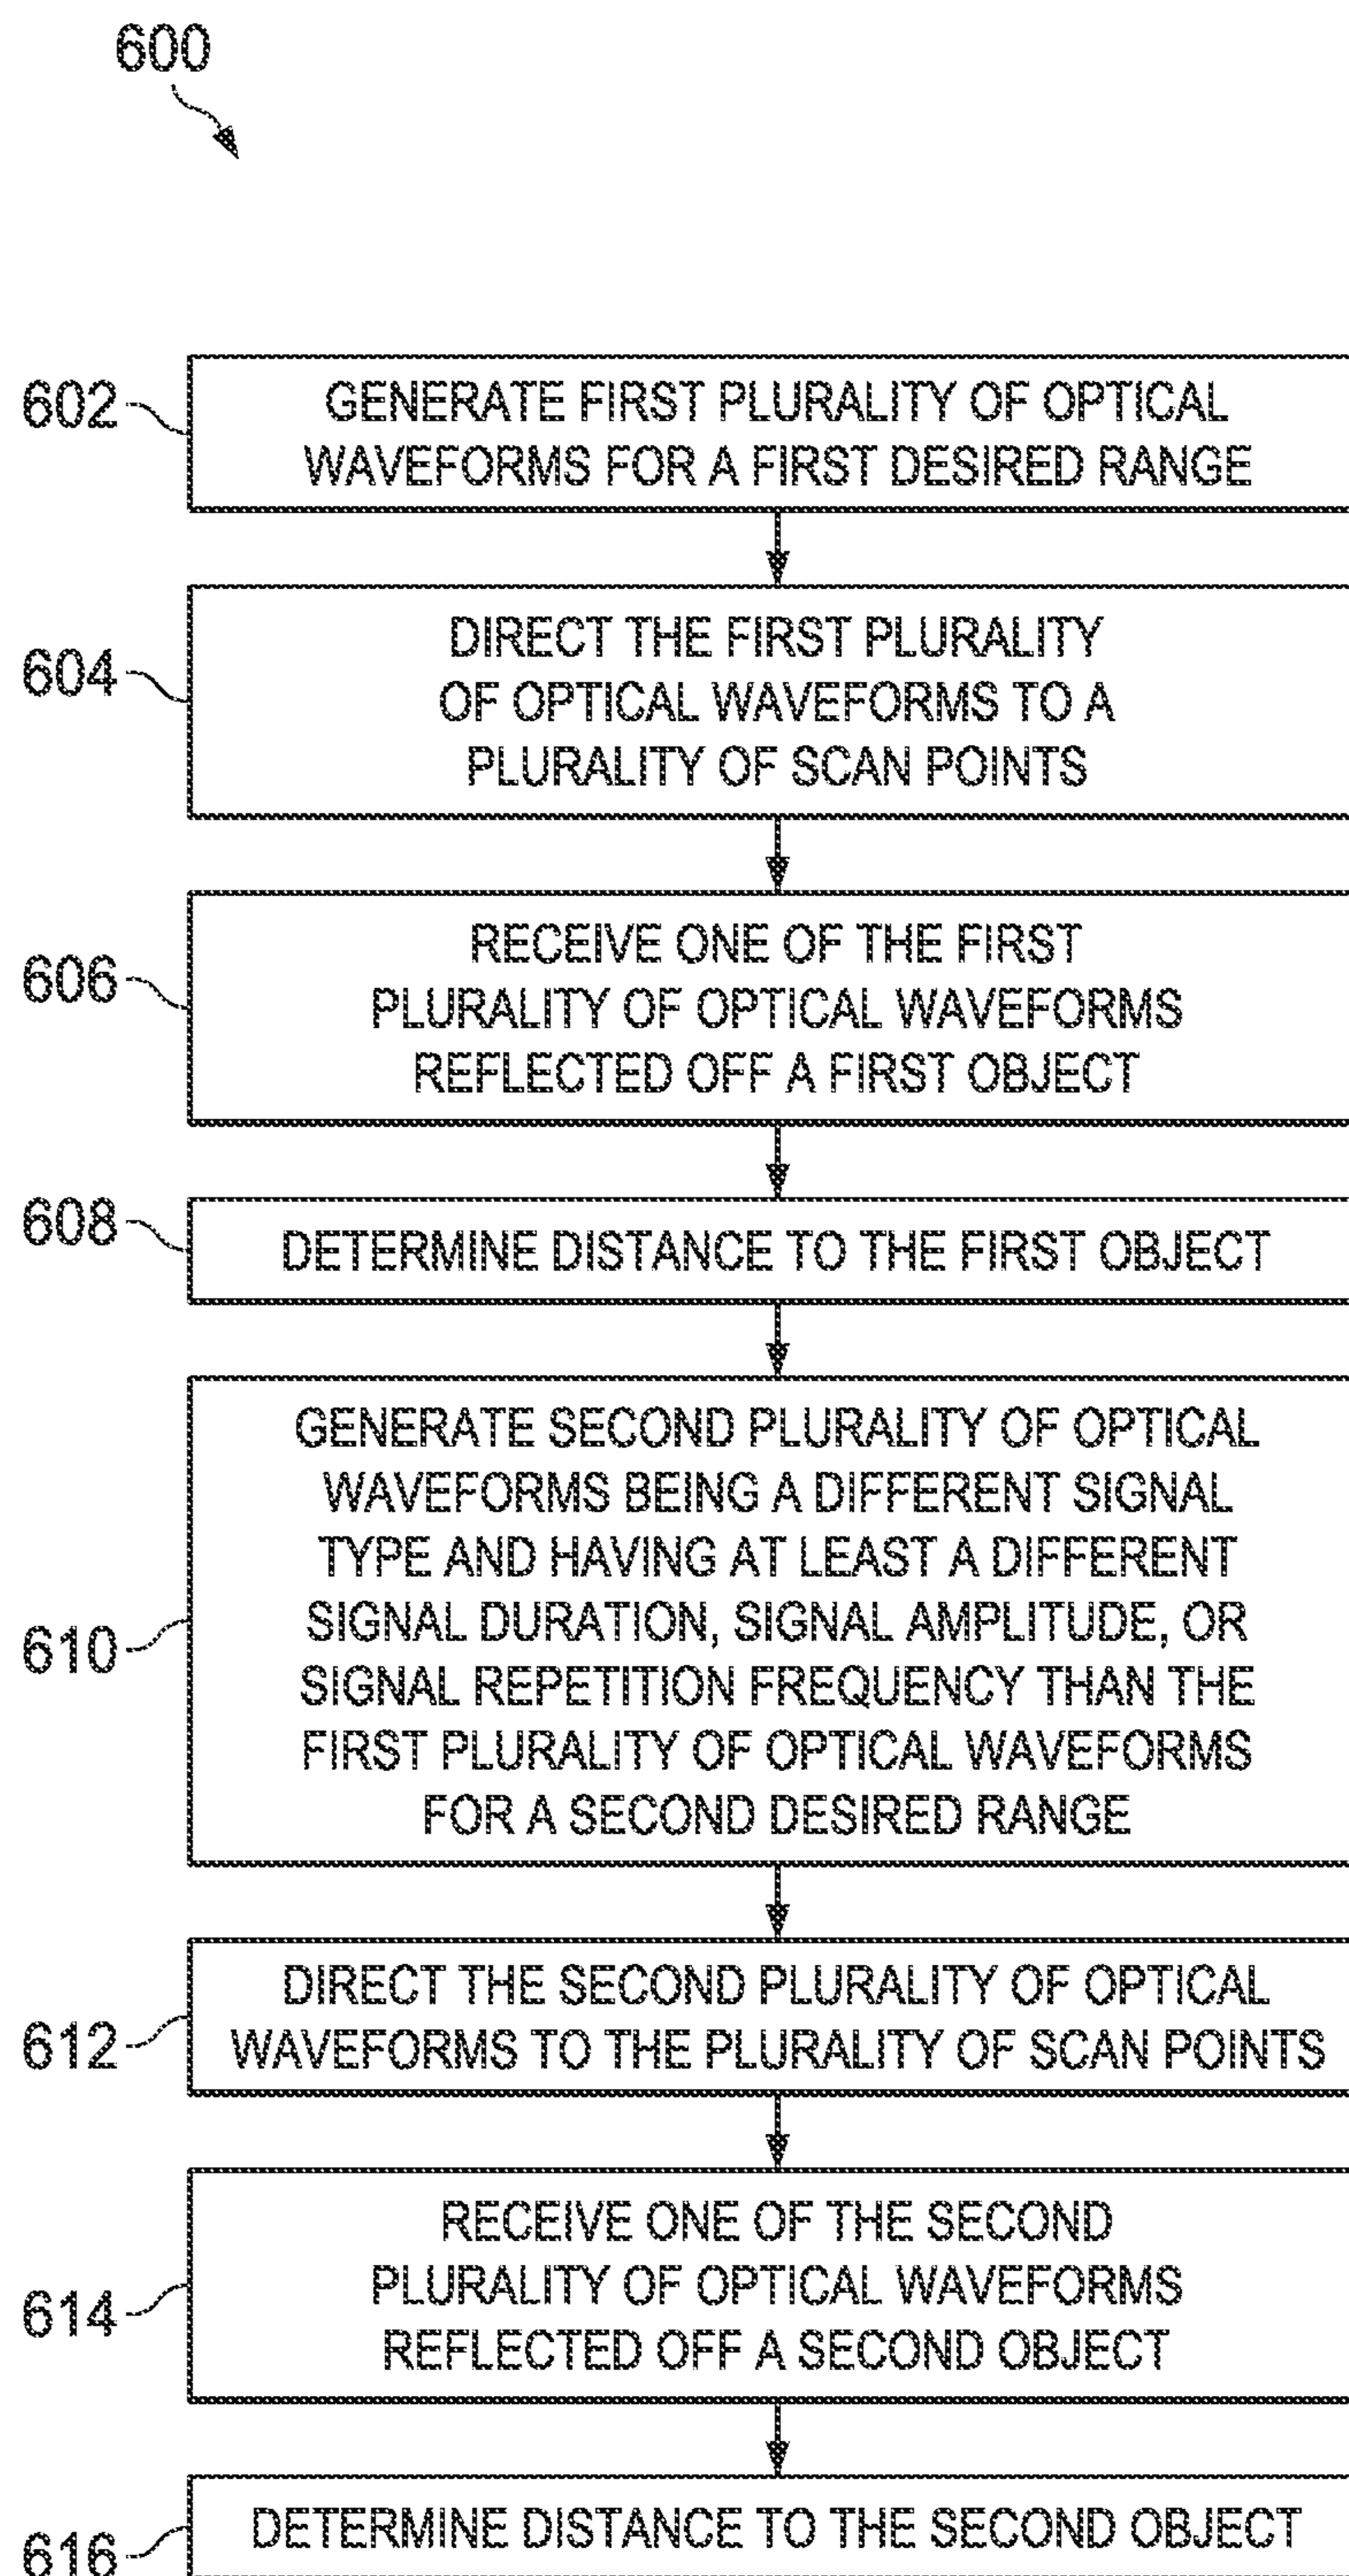 600
602
GENERATE FIRST PLURALITY OF OPTICAL
WAVEFORMS FOR A FIRST DESIRED RANGE
604
DIRECT THE FIRST PLURALITY
OF OPTICAL WAVEFORMS TO A
PLURALITY OF SCAN POINTS
606
RECEIVE ONE OF THE FIRST
PLURALITY OF OPTICAL WAVEFORMS
REFLECTED OFF A FIRST OBJECT
608
DETERMINE DISTANCE TO THE FIRST OBJECT
610
GENERATE SECOND PLURALITY OF OPTICAL
WAVEFORMS BEING A DIFFERENT SIGNAL
TYPE AND HAVING AT LEAST A DIFFERENT
SIGNAL DURATION, SIGNAL AMPLITUDE, OR
SIGNAL REPETITION FREQUENCY THAN THE
FIRST PLURALITY OF OPTICAL WAVEFORMS
FOR A SECOND DESIRED RANGE
612
DIRECT THE SECOND PLURALITY OF OPTICAL
WAVEFORMS TO THE PLURALITY OF SCAN POINTS
614
RECEIVE ONE OF THE SECOND
PLURALITY OF OPTICAL WAVEFORMS
REFLECTED OFF A SECOND OBJECT
616
DETERMINE DISTANCE TO THE SECOND OBJECT